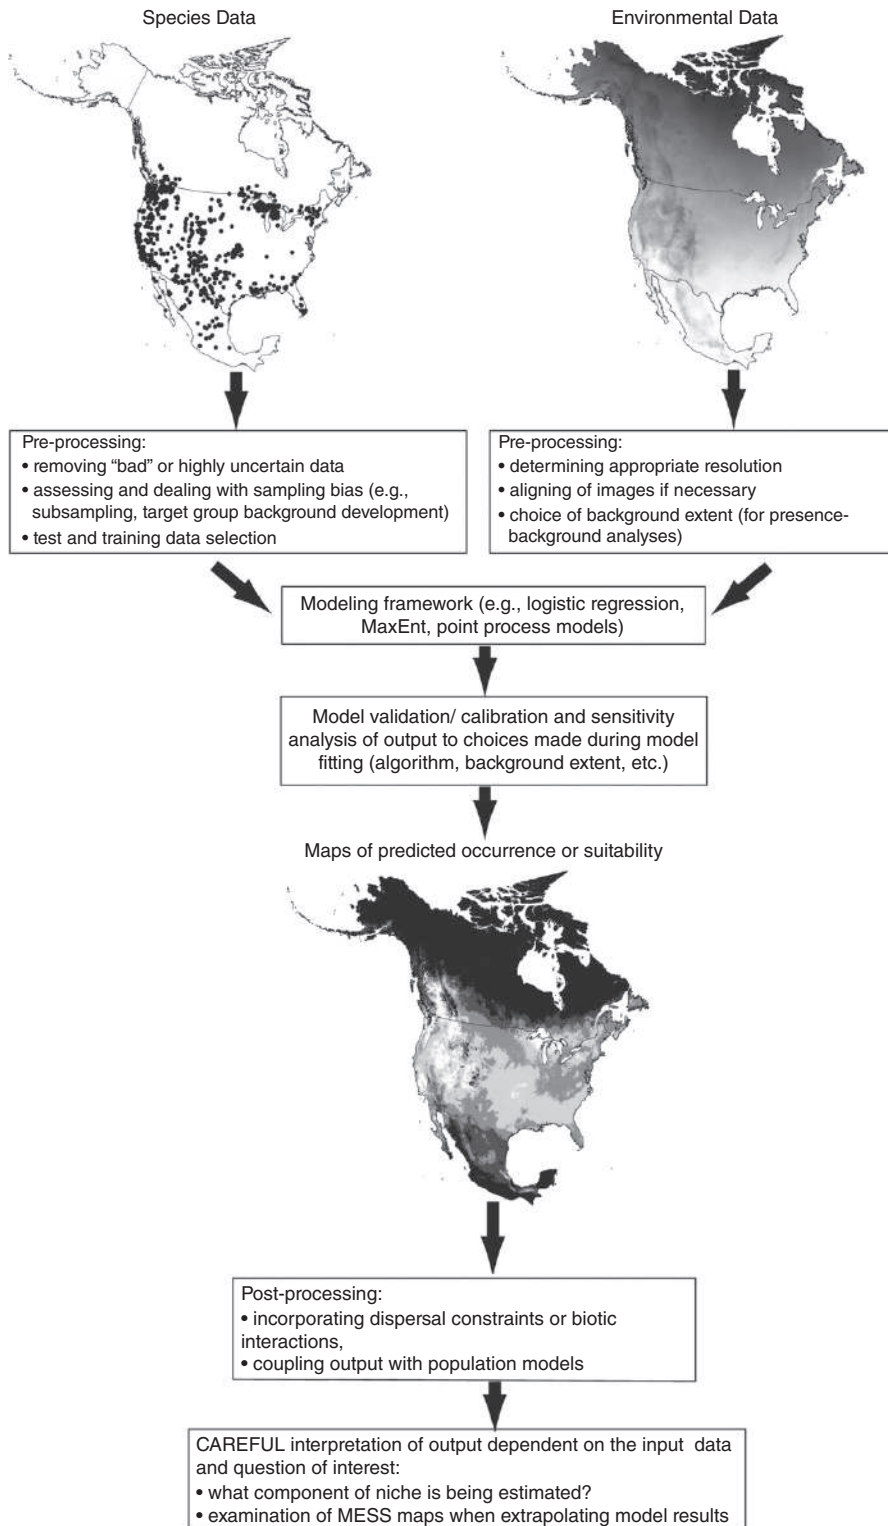 Species Data
Environmental Data
Pre-processing:
• removing “bad” or highly uncertain data
• assessing and dealing with sampling bias (e.g.,
subsampling, target group background development)
• test and training data selection
Pre-processing:
• determining appropriate resolution
• aligning of images if necessary
• choice of background extent (for presence-
background analyses)
Modeling framework (e.g., logistic regression,
MaxEnt, point process models)
Model validation/ calibration and sensitivity
analysis of output to choices made during model
fitting (algorithm, background extent, etc.)
Maps of predicted occurrence or suitability
Post-processing:
• incorporating dispersal constraints or biotic
interactions,
• coupling output with population models
CAREFUL interpretation of output dependent on the input data
and question of interest:
• what component of niche is being estimated?
• examination of MESS maps when extrapolating model results